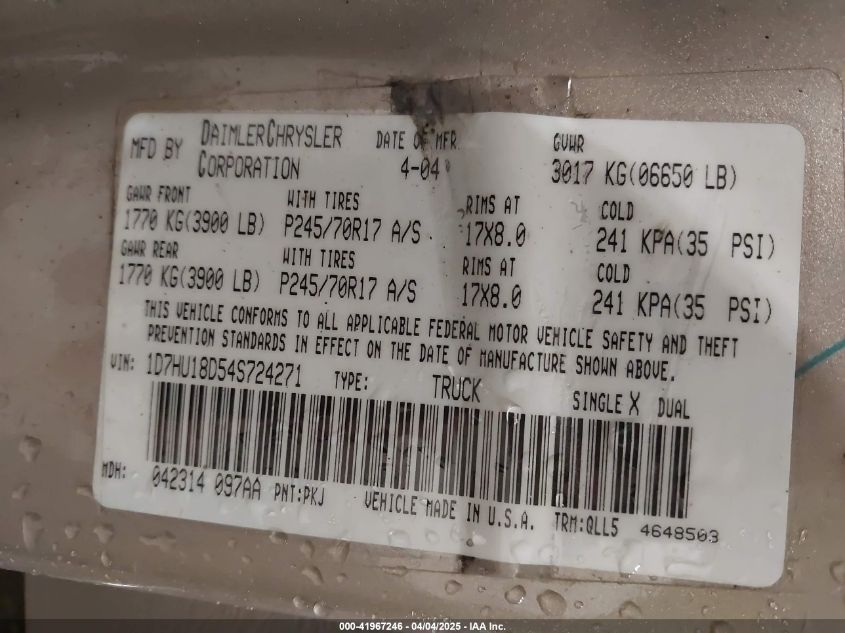 MFD BY DAIMLERCHRYSLER CORPORATION DATE OF MFR 4-04 GVWR 3017 KG(06650 LB)
GAWR FRONT WITH TIRES RIMS AT COLD
1770 KG(3900 LB) P245/70R17 A/S 17X8.0 241 KPA(35 PSI)
GAWR REAR WITH TIRES RIMS AT COLD
1770 KG(3900 LB) P245/70R17 A/S 17X8.0 241 KPA(35 PSI)
THIS VEHICLE CONFORMS TO ALL APPLICABLE FEDERAL MOTOR VEHICLE SAFETY AND THEFT
PREVENTION STANDARDS IN EFFECT ON THE DATE OF MANUFACTURE SHOWN ABOVE.
VIN: 1D7HU18D54S724271 TYPE: TRUCK SINGLE X DUAL
MDH: 042314 097AA PNT:PKJ VEHICLE MADE IN U.S.A. TRM:QLL5 4648503
000-41967246 - 04/04/2025 - IAA Inc.